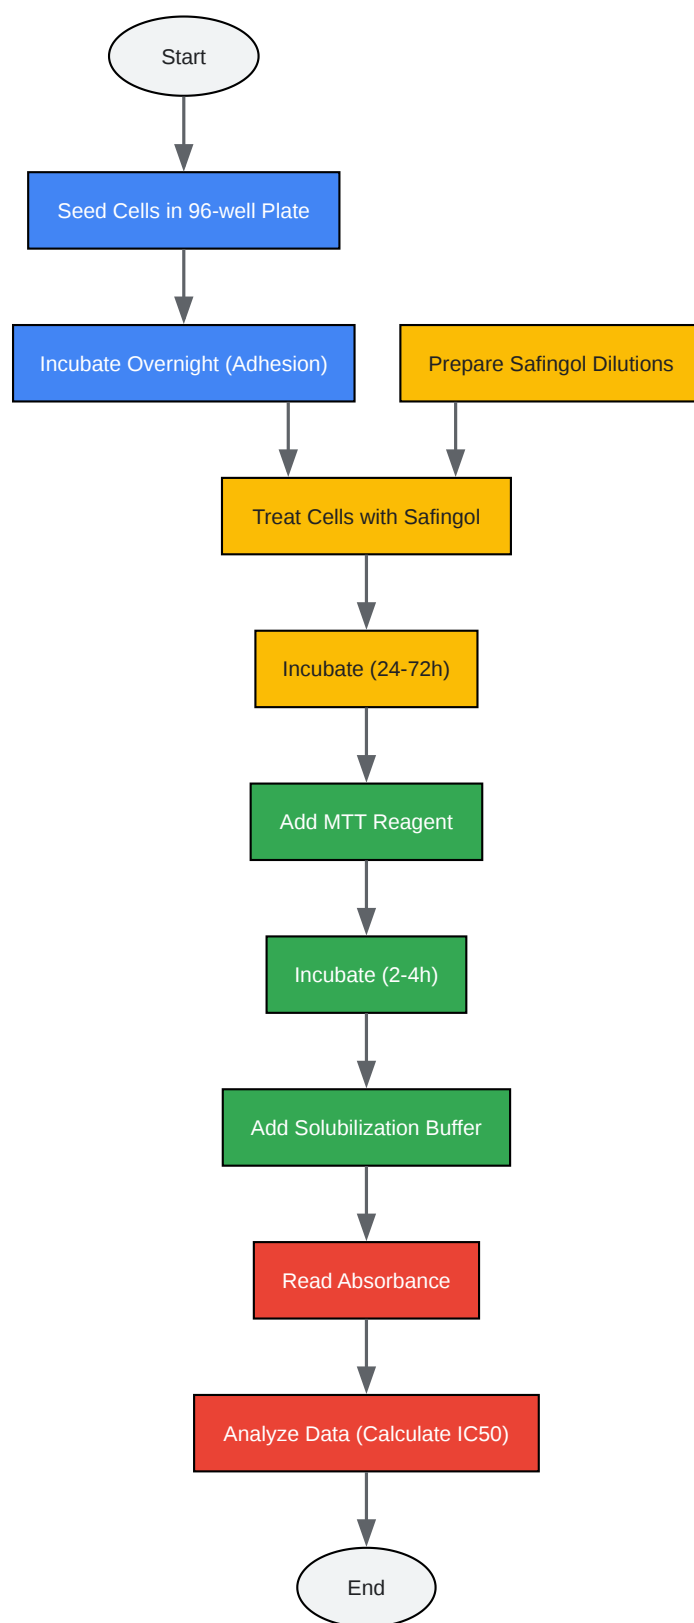 Start
Seed Cells in 96-well Plate
Incubate Overnight (Adhesion)
Prepare Safingol Dilutions
Treat Cells with Safingol
Incubate (24-72h)
Add MTT Reagent
Incubate (2-4h)
Add Solubilization Buffer
Read Absorbance
Analyze Data (Calculate IC50)
End